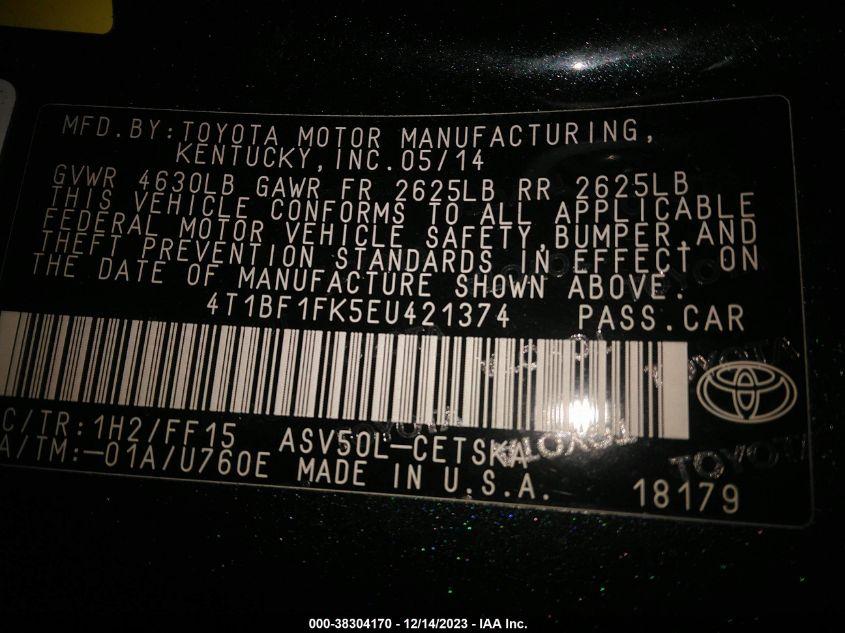 MFD.BY:TOYOTA MOTOR MANUFACTURING,
KENTUCKY,INC.05/14
GVWR 4630LB GAWR FR 2625LB RR 2625LB
THIS VEHICLE CONFORMS TO ALL APPLICABLE
FEDERAL MOTOR VEHICLE SAFETY,BUMPER,AND
THEFT PREVENTION STANDARDS IN EFFECT ON
THE DATE OF MANUFACTURE SHOWN ABOVE.
4T1BF1FK5EU421374 PASS.CAR
TOYOTA
C/TR:1H2/FF15 ASV50L-CETSKA
A/TM:-01A/U760E MADE IN U.S.A.
TOYOTA
18179
000-38304170 - 12/14/2023 - IAA Inc.